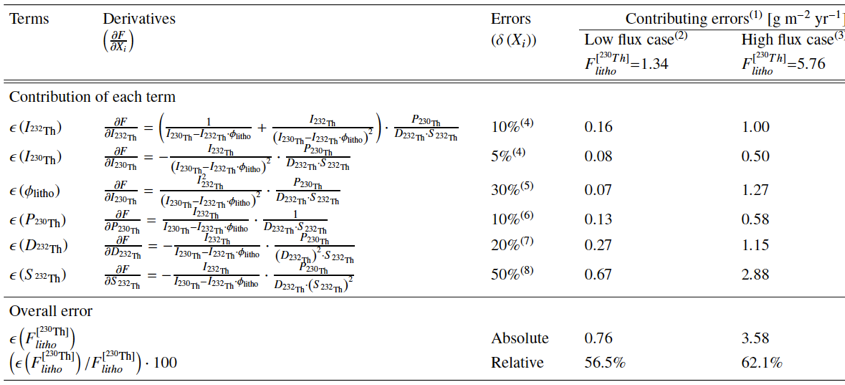 Terms Derivatives Errors Contributing errors(1) [g m−2 yr−1]
(∂F/∂Xi) (δ (Xi)) Low flux case(2) High flux case(3)
F_litho^[230Th]=1.34 F_litho^[230Th]=5.76
Contribution of each term
ϵ (I232Th) ∂F/∂I232Th = (1/(I230Th−I232Th·ϕlitho) + I232Th/(I230Th−I232Th·ϕlitho)^2) · P230Th/(D232Th·S232Th) 10%(4) 0.16 1.00
ϵ (I230Th) ∂F/∂I230Th = −I232Th/(I230Th−I232Th·ϕlitho)^2 · P230Th/(D232Th·S232Th) 5%(4) 0.08 0.50
ϵ (ϕlitho) ∂F/∂I230Th = I^2 232Th/(I230Th−I232Th·ϕlitho)^2 · P230Th/(D232Th·S232Th) 30%(5) 0.07 1.27
ϵ (P230Th) ∂F/∂P230Th = I232Th/(I230Th−I232Th·ϕlitho) · 1/(D232Th·S232Th) 10%(6) 0.13 0.58
ϵ (D232Th) ∂F/∂D232Th = −I232Th/(I230Th−I232Th·ϕlitho) · P230Th/((D232Th)^2·S232Th) 20%(7) 0.27 1.15
ϵ (S232Th) ∂F/∂S232Th = −I232Th/(I230Th−I232Th·ϕlitho) · P230Th/(D232Th·(S232Th)^2) 50%(8) 0.67 2.88
Overall error
ϵ (F_litho^[230Th]) Absolute 0.76 3.58
(ϵ (F_litho^[230Th]) /F_litho^[230Th]) · 100 Relative 56.5% 62.1%